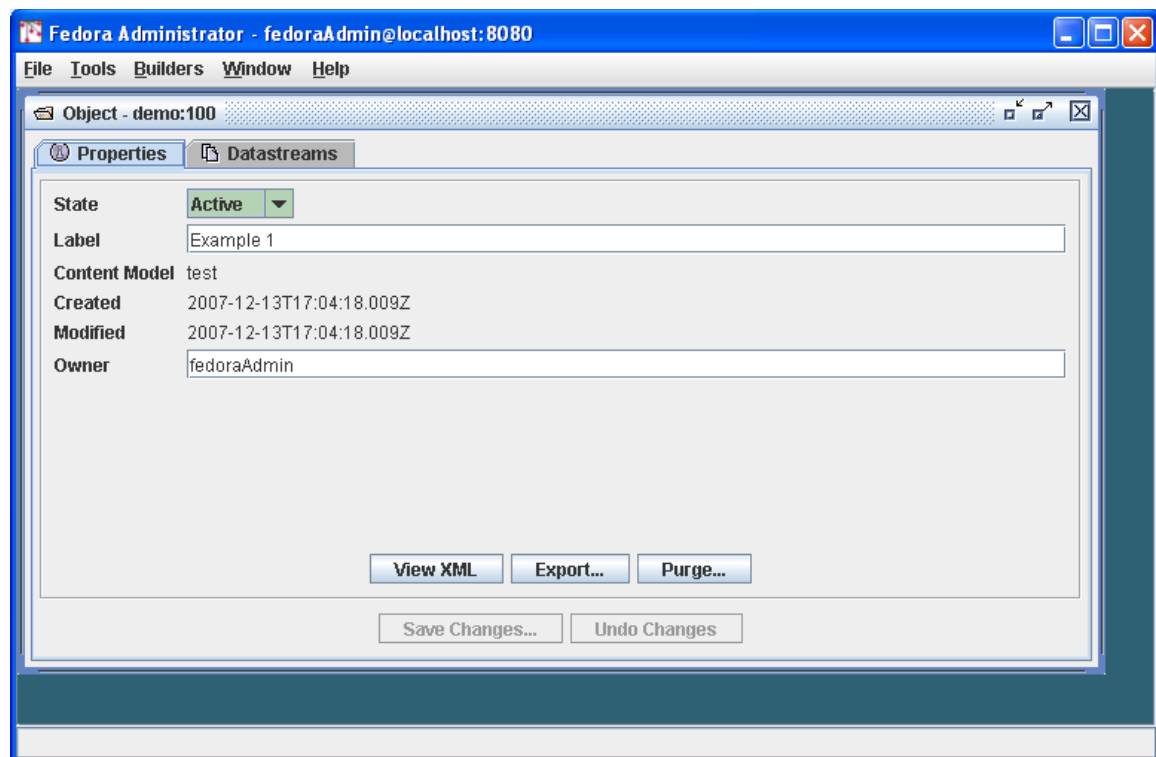 Fedora Administrator - fedoraAdmin@localhost:8080
File Tools Builders Window Help
Object - demo:100
Properties Datastreams
State Active
Label Example 1
Content Model test
Created 2007-12-13T17:04:18.009Z
Modified 2007-12-13T17:04:18.009Z
Owner fedoraAdmin
View XML Export... Purge...
Save Changes... Undo Changes